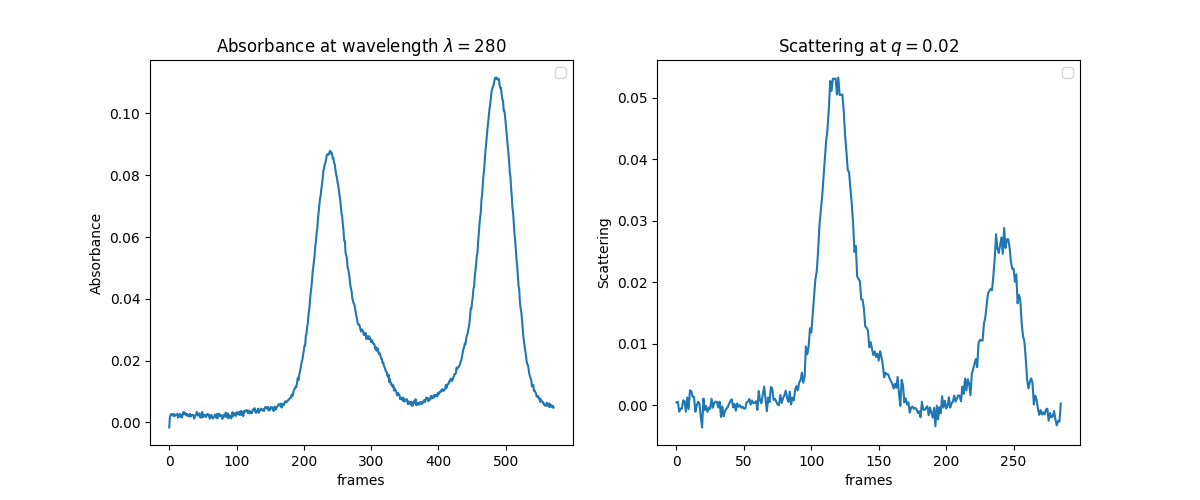 Absorbance at wavelength λ = 280
Absorbance
0.10
0.08
0.06
0.04
0.02
0.00
0 100 200 300 400 500
frames
Scattering at q = 0.02
Scattering
0.05
0.04
0.03
0.02
0.01
0.00
0 50 100 150 200 250
frames